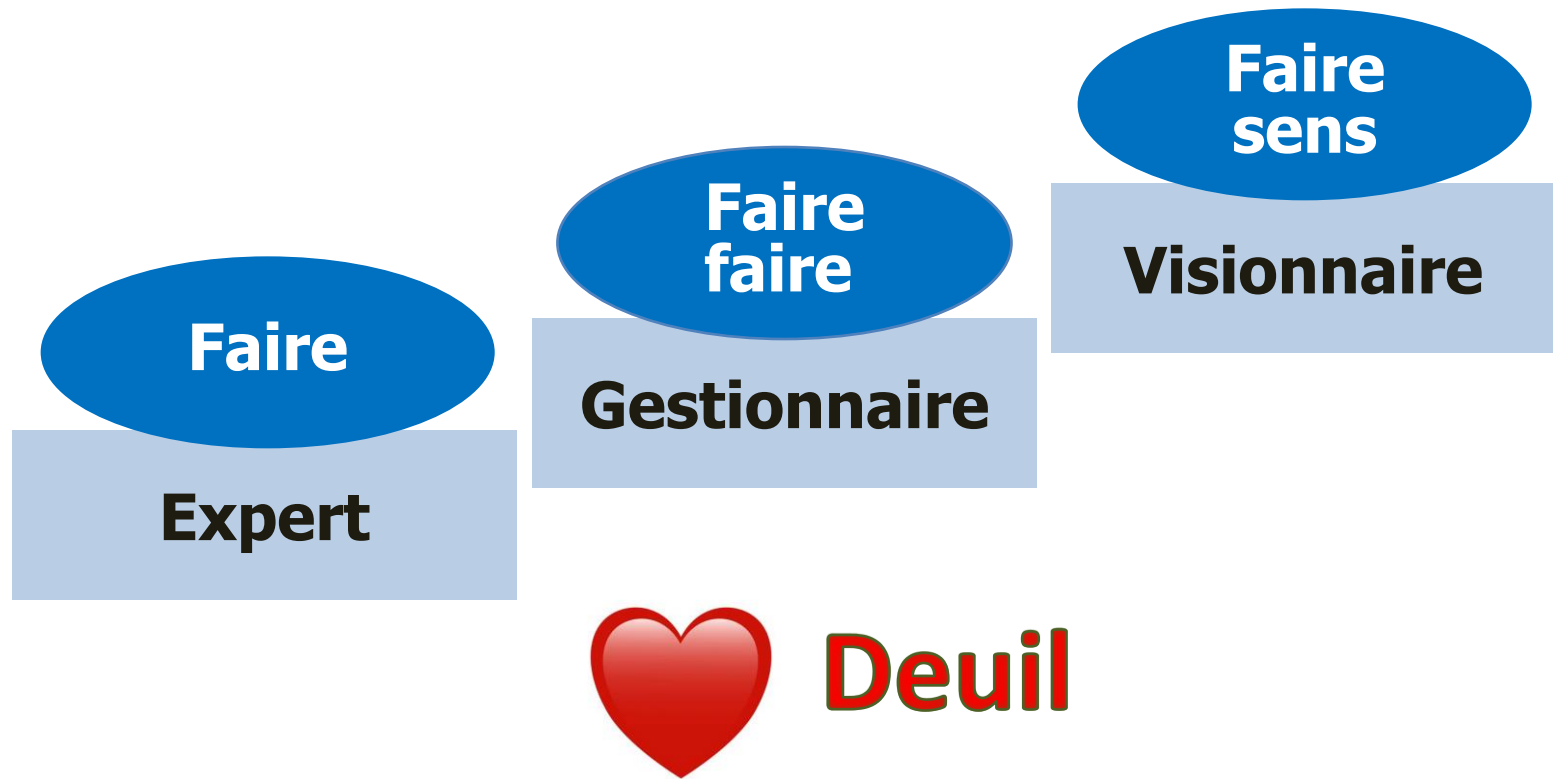 Faire
Expert
Faire
faire
Gestionnaire
Faire
sens
Visionnaire
Deuil